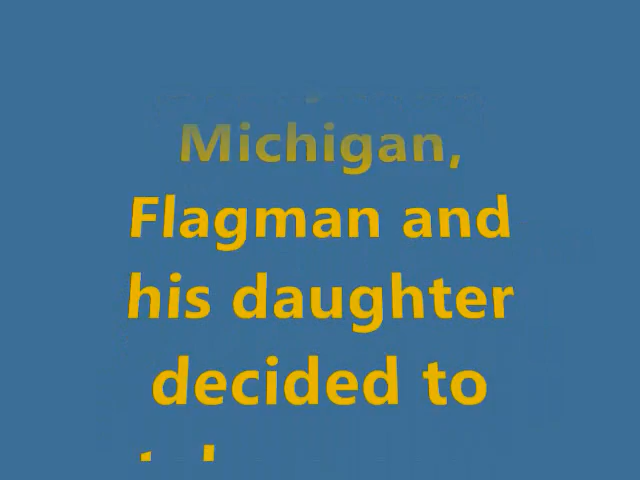 Michigan,
Flagman and
his daughter
decided to